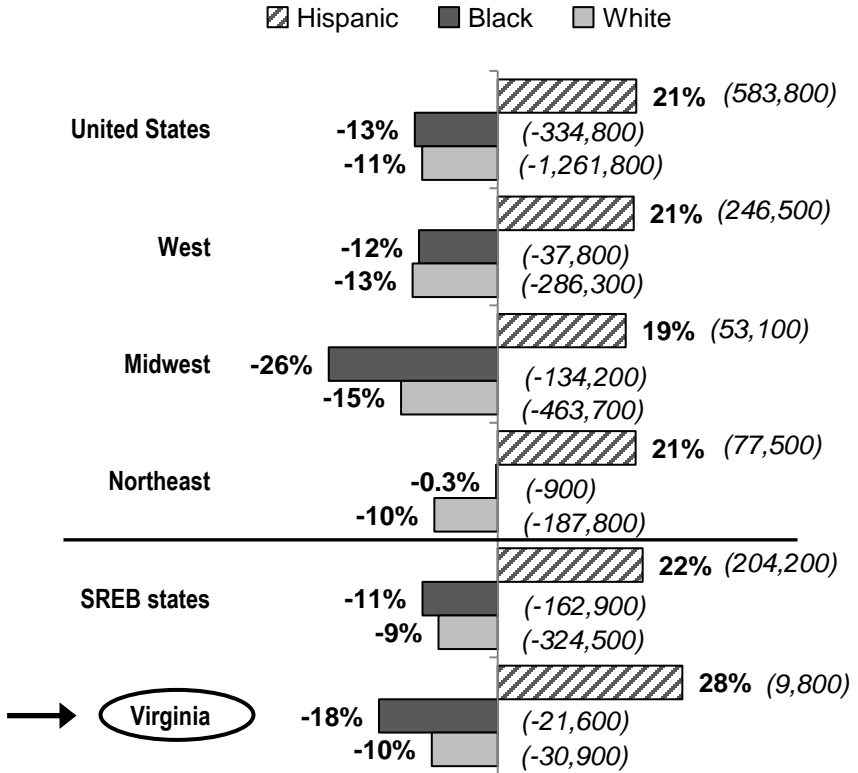 Hispanic Black White
21% (583,800)
United States -13% (-334,800)
-11% (-1,261,800)
21% (246,500)
West -12% (-37,800)
-13% (-286,300)
19% (53,100)
Midwest -26% (-134,200)
-15% (-463,700)
21% (77,500)
Northeast -0.3% (-900)
-10% (-187,800)
22% (204,200)
SREB states -11% (-162,900)
-9% (-324,500)
28% (9,800)
Virginia -18% (-21,600)
-10% (-30,900)